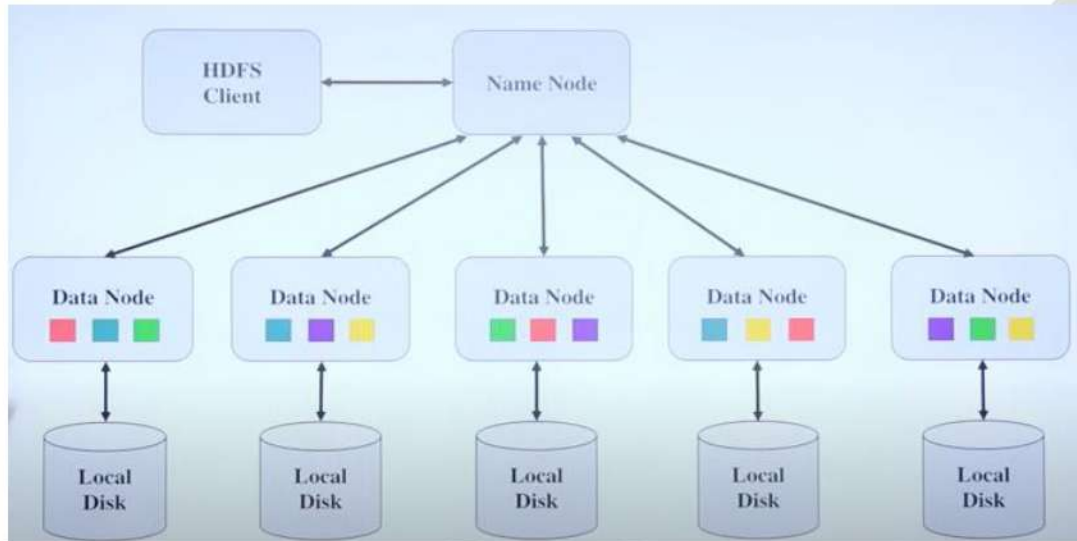 HDFS
Client
Name Node
Data Node
Data Node
Data Node
Data Node
Data Node
Local
Disk
Local
Disk
Local
Disk
Local
Disk
Local
Disk